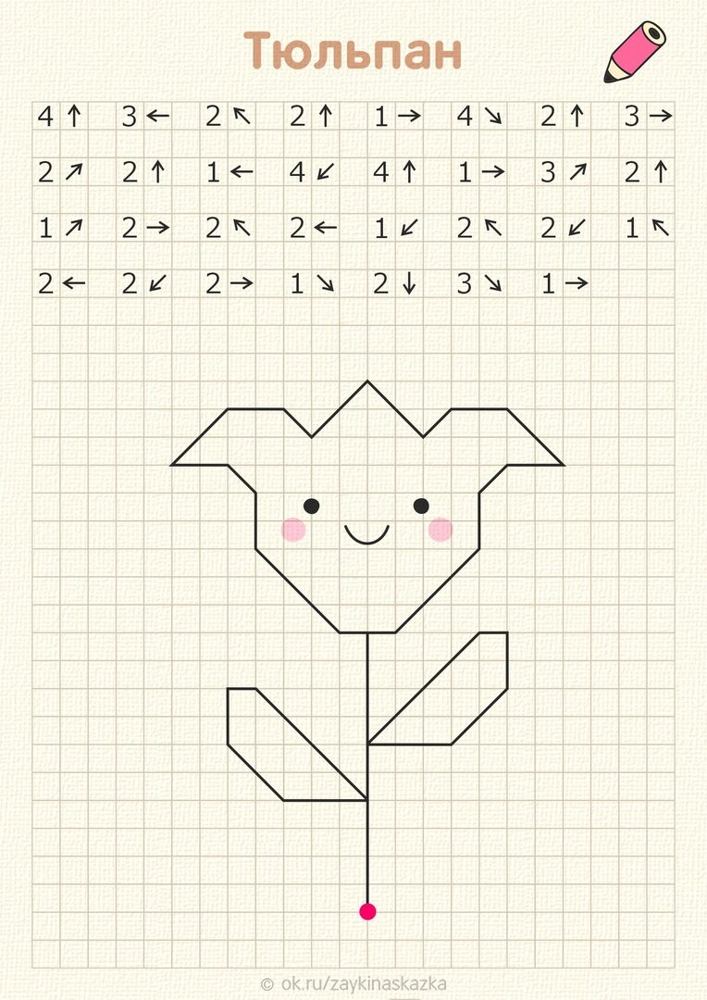 Тюльпан
4 ↑ 3 ← 2 ↖ 2 ↑ 1 → 4 ↘ 2 ↑ 3 →
2 ↗ 2 ↑ 1 ← 4 ↙ 4 ↑ 1 → 3 ↗ 2 ↑
1 ↗ 2 → 2 ↖ 2 ← 1 ↙ 2 ↖ 2 ↙ 1 ↖
2 ← 2 ↙ 2 → 1 ↘ 2 ↓ 3 ↘ 1 →
© ok.ru/zaykinaskazka